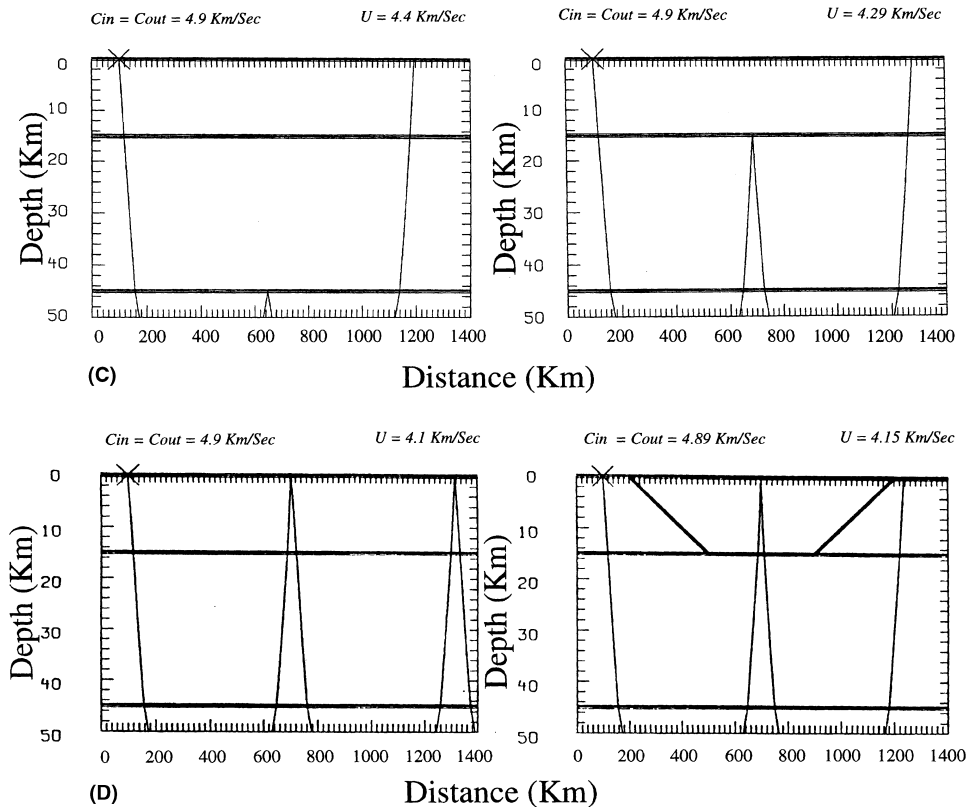 Cin = Cout = 4.9 Km/Sec U = 4.4 Km/Sec
Cin = Cout = 4.9 Km/Sec U = 4.29 Km/Sec
Depth (Km)
0
10
20
30
40
50
0 200 400 600 800 1000 1200 1400
Depth (Km)
0
10
20
30
40
50
0 200 400 600 800 1000 1200 1400
(C) Distance (Km)
Cin = Cout = 4.9 Km/Sec U = 4.1 Km/Sec
Cin = Cout = 4.89 Km/Sec U = 4.15 Km/Sec
Depth (Km)
0
10
20
30
40
50
0 200 400 600 800 1000 1200 1400
Depth (Km)
0
10
20
30
40
50
0 200 400 600 800 1000 1200 1400
(D) Distance (Km)